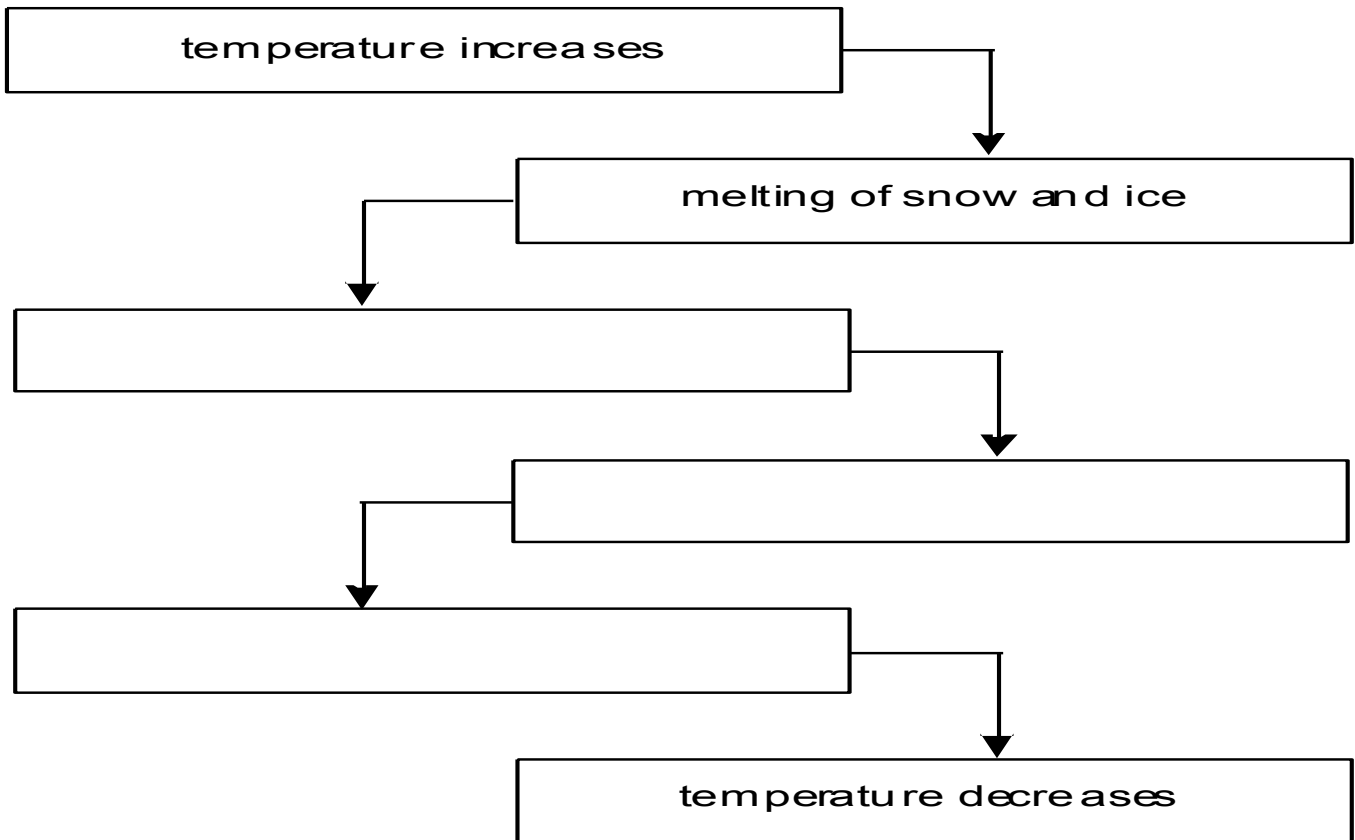 temperature increases
melting of snow and ice
temperature decreases